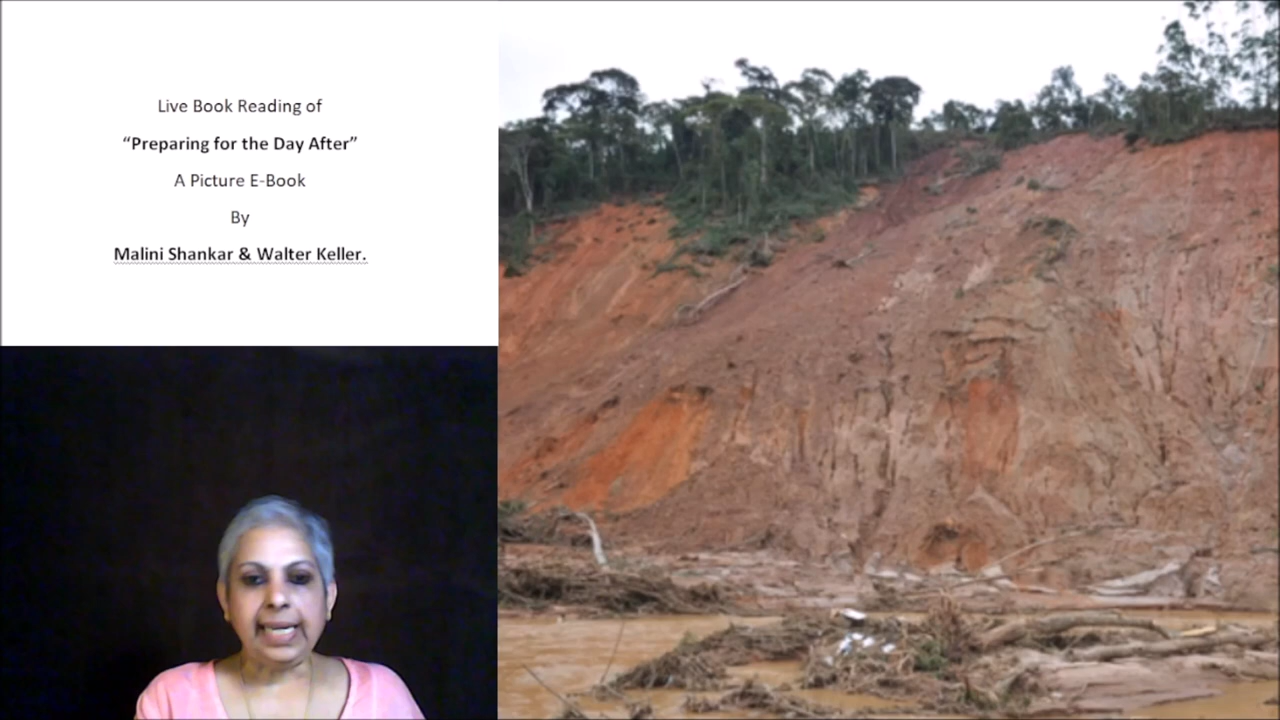 Live Book Reading of
“Preparing for the Day After”
A Picture E-Book
By
Malini Shankar & Walter Keller.